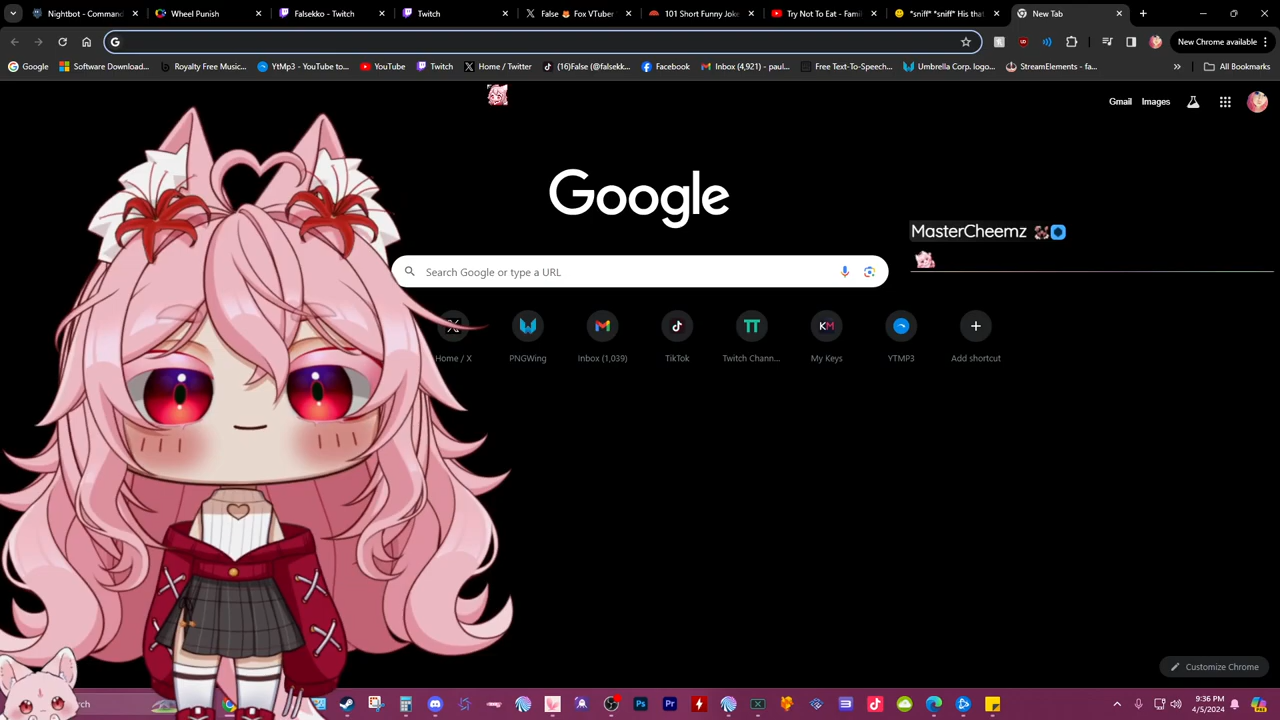 Nightbot - Command
Wheel Punish
Falsekko - Twitch
Twitch
False 🦊 Fox VTuber
101 Short Funny Joke
Try Not To Eat - Fami
*sniff* *sniff* His that
New Tab
New Chrome available
Google
Software Download...
Royalty Free Music...
YtMp3 - YouTube to...
YouTube
Twitch
Home / Twitter
(16)False (@falsekk...
Facebook
Inbox (4,921) - paul...
Free Text-To-Speech...
Umbrella Corp. logo...
StreamElements - fa...
»
All Bookmarks
Gmail
Images
Google
MasterCheemz
Search Google or type a URL
Home / X
PNGWing
Inbox (1,039)
TikTok
Twitch Chann...
My Keys
YTMP3
Add shortcut
Customize Chrome
9:36 PM
4/5/2024